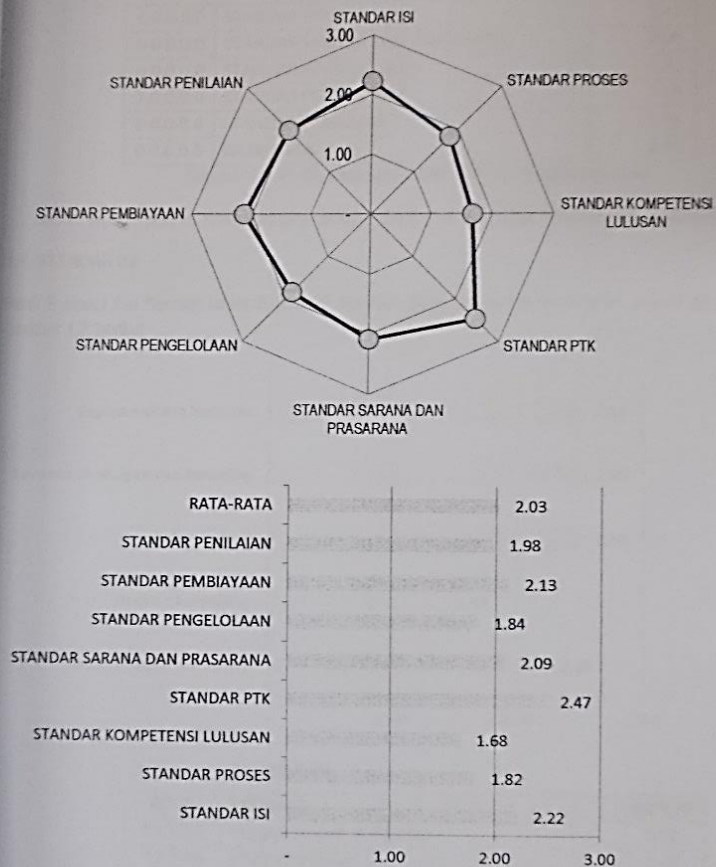 STANDAR ISI
3.00
STANDAR PENILAIAN
STANDAR PROSES
2.00
1.00
STANDAR PEMBIAYAAN
-
STANDAR KOMPETENSI
LULUSAN
STANDAR PENGELOLAAN
STANDAR PTK
STANDAR SARANA DAN
PRASARANA
RATA-RATA 2.03
STANDAR PENILAIAN 1.98
STANDAR PEMBIAYAAN 2.13
STANDAR PENGELOLAAN 1.84
STANDAR SARANA DAN PRASARANA 2.09
STANDAR PTK 2.47
STANDAR KOMPETENSI LULUSAN 1.68
STANDAR PROSES 1.82
STANDAR ISI 2.22
- 1.00 2.00 3.00